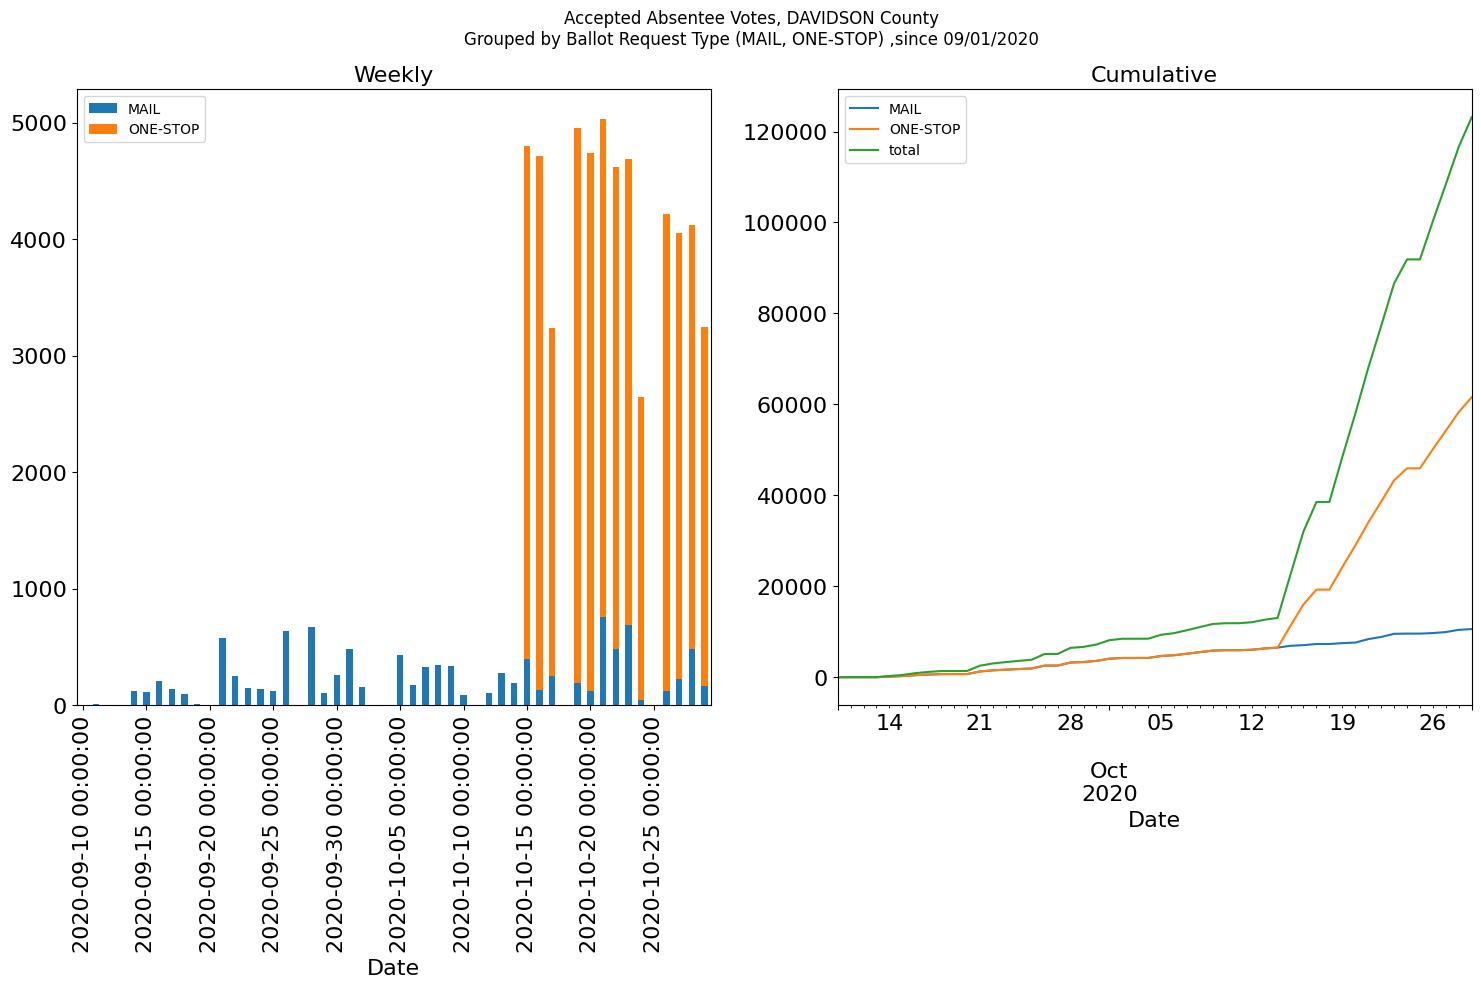 Accepted Absentee Votes, DAVIDSON County
Grouped by Ballot Request Type (MAIL, ONE-STOP) ,since 09/01/2020
Weekly
MAIL
ONE-STOP
5000
4000
3000
2000
1000
0
2020-09-10 00:00:00
2020-09-15 00:00:00
2020-09-20 00:00:00
2020-09-25 00:00:00
2020-09-30 00:00:00
2020-10-05 00:00:00
2020-10-10 00:00:00
2020-10-15 00:00:00
2020-10-20 00:00:00
2020-10-25 00:00:00
Date
Cumulative
MAIL
ONE-STOP
total
120000
100000
80000
60000
40000
20000
0
14
21
28
05
12
19
26
Oct
2020
Date